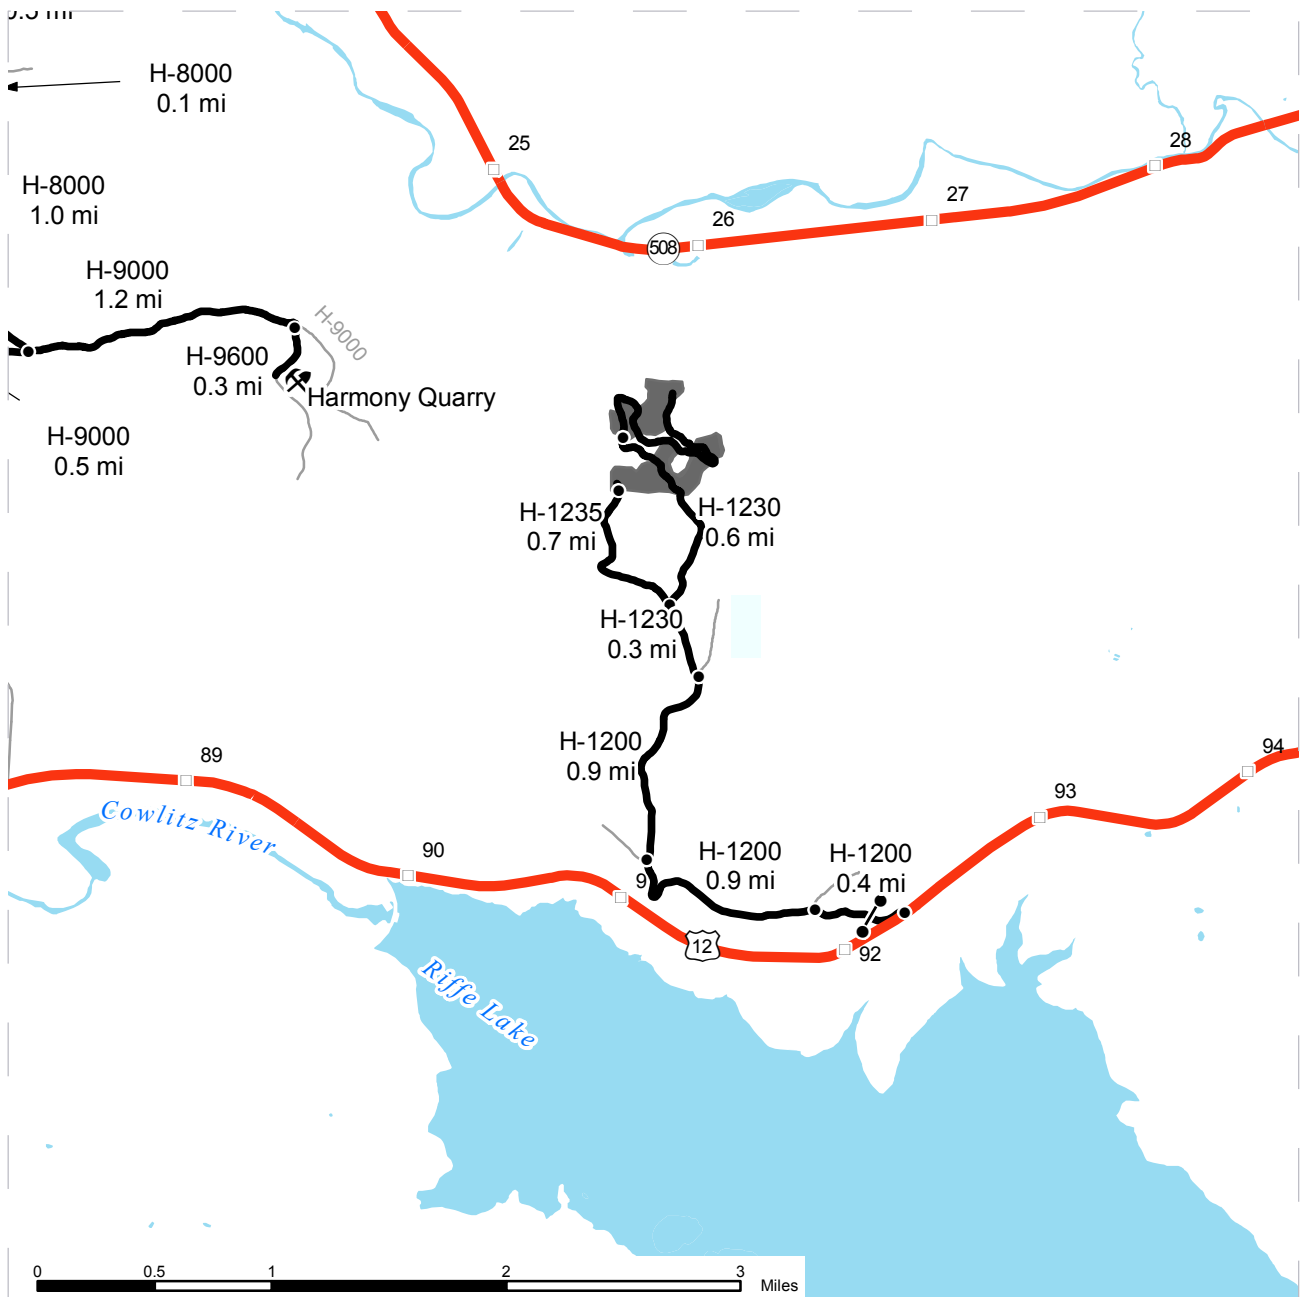 H-8000
0.1 mi
25
28
H-8000
1.0 mi
27
26
508
H-9000
1.2 mi
H-9000
H-9600
0.3 mi
Harmony Quarry
H-9000
0.5 mi
H-1235
0.7 mi
H-1230
0.6 mi
H-1230
0.3 mi
H-1200
0.9 mi
89
94
93
Cowlitz River
90
H-1200
0.9 mi
H-1200
0.4 mi
9
12
92
Riffe Lake
0
0.5
1
2
3
Miles